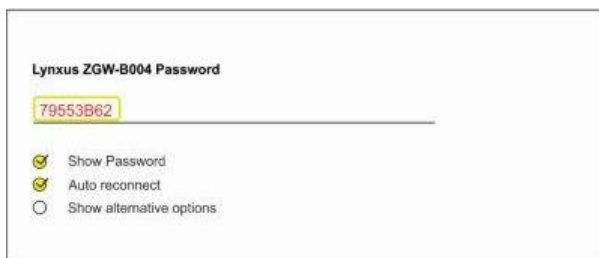 Lynxus ZGW-B004 Password
79553B62
Show Password
Auto reconnect
Show alternative options